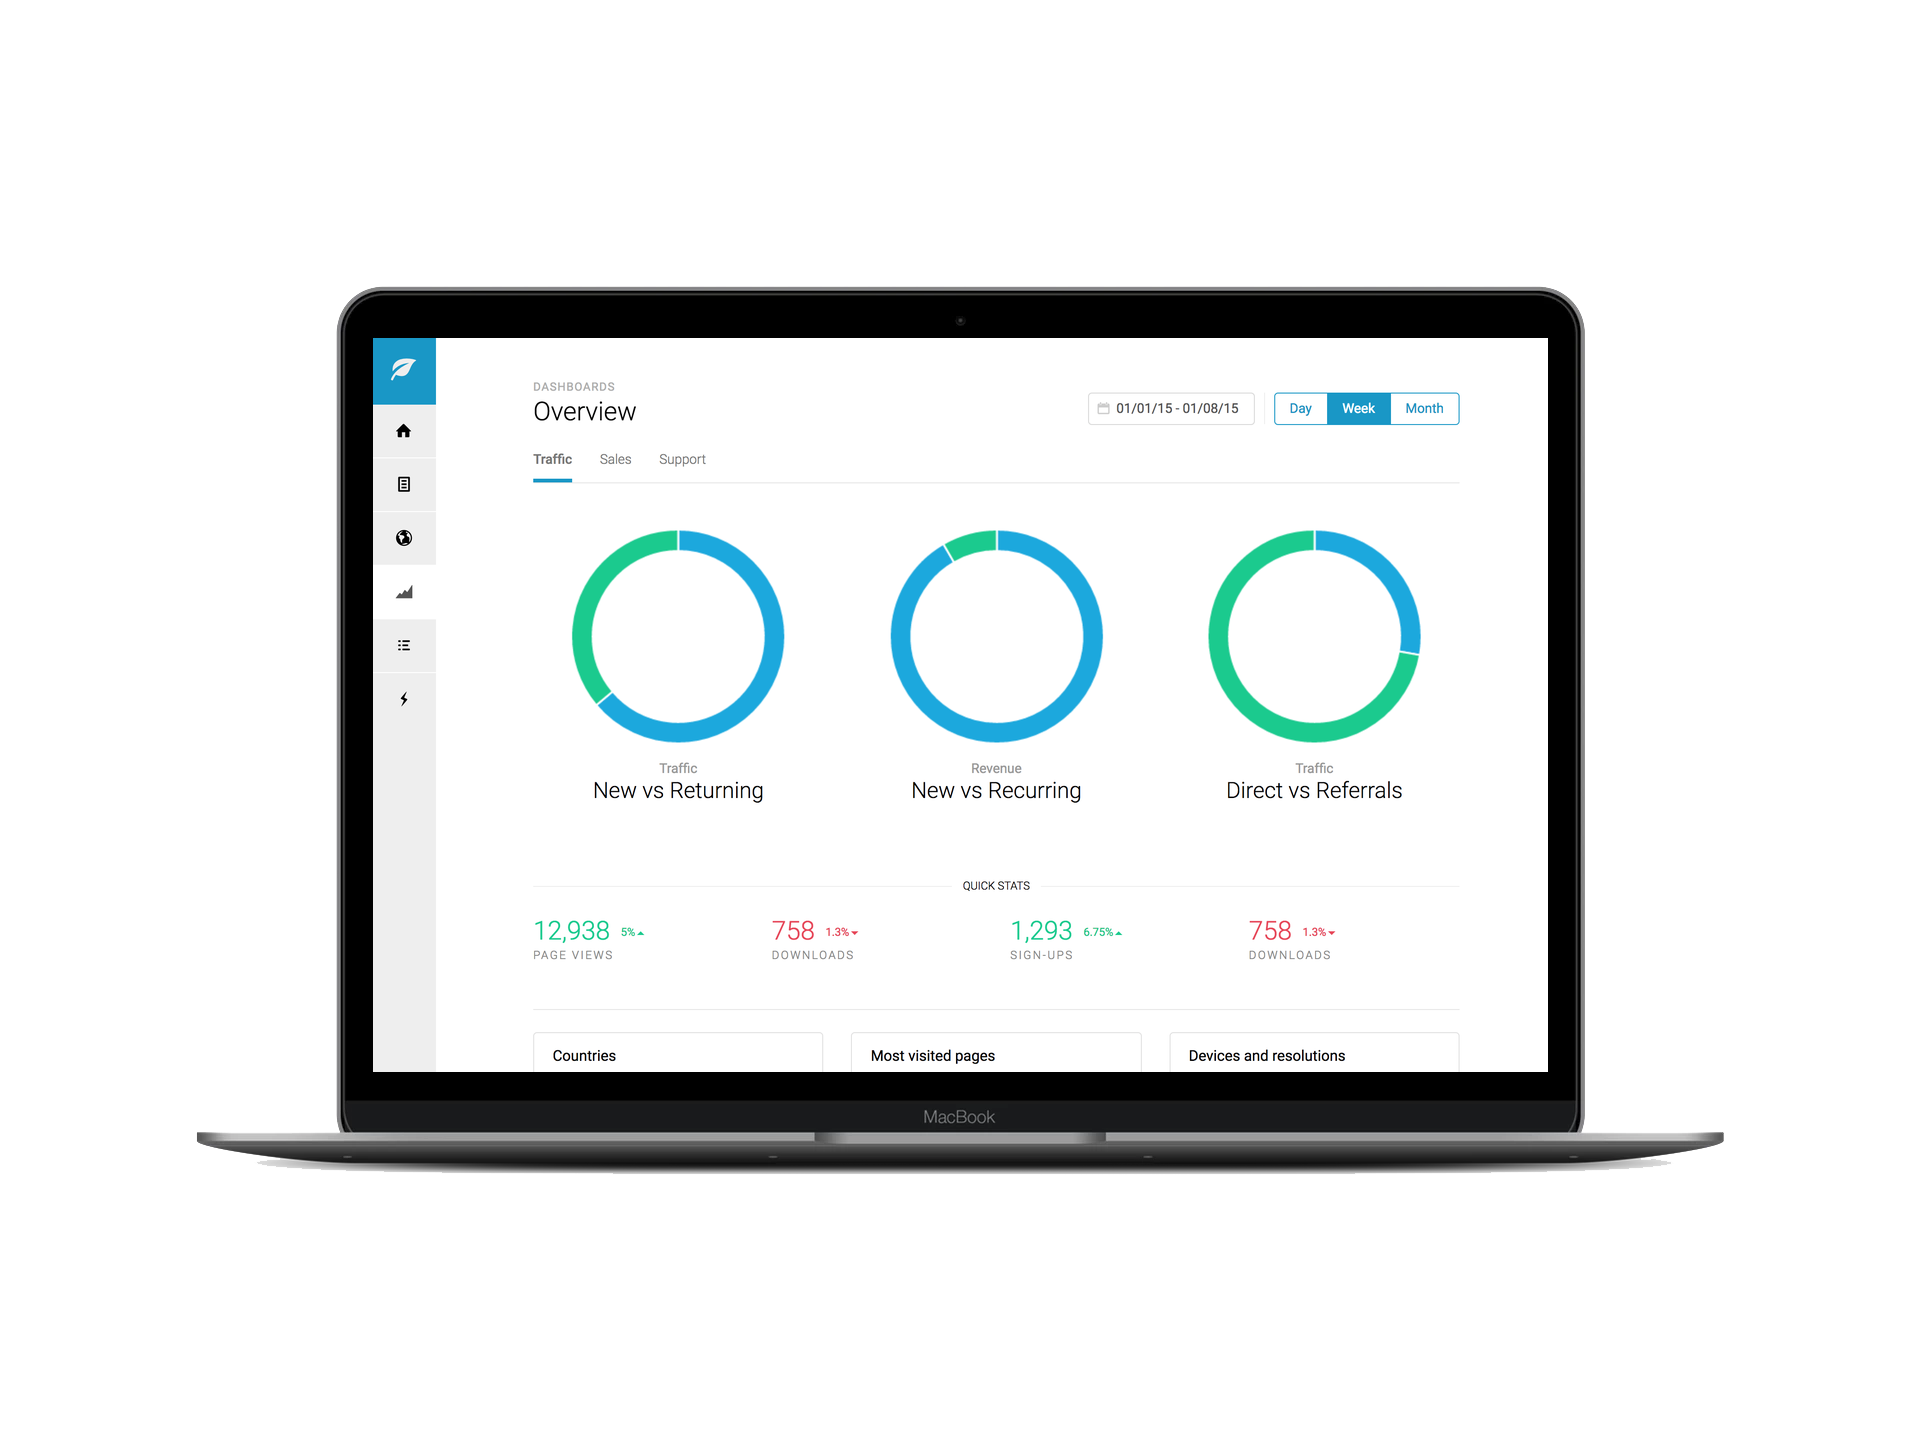 DASHBOARDS
Overview
01/01/15 - 01/08/15
Day Week Month
Traffic Sales Support
Traffic
New vs Returning
Revenue
New vs Recurring
Traffic
Direct vs Referrals
QUICK STATS
12,938 5%
PAGE VIEWS
758 1.3%
DOWNLOADS
1,293 6.75%
SIGN-UPS
758 1.3%
DOWNLOADS
Countries
Most visited pages
Devices and resolutions
MacBook